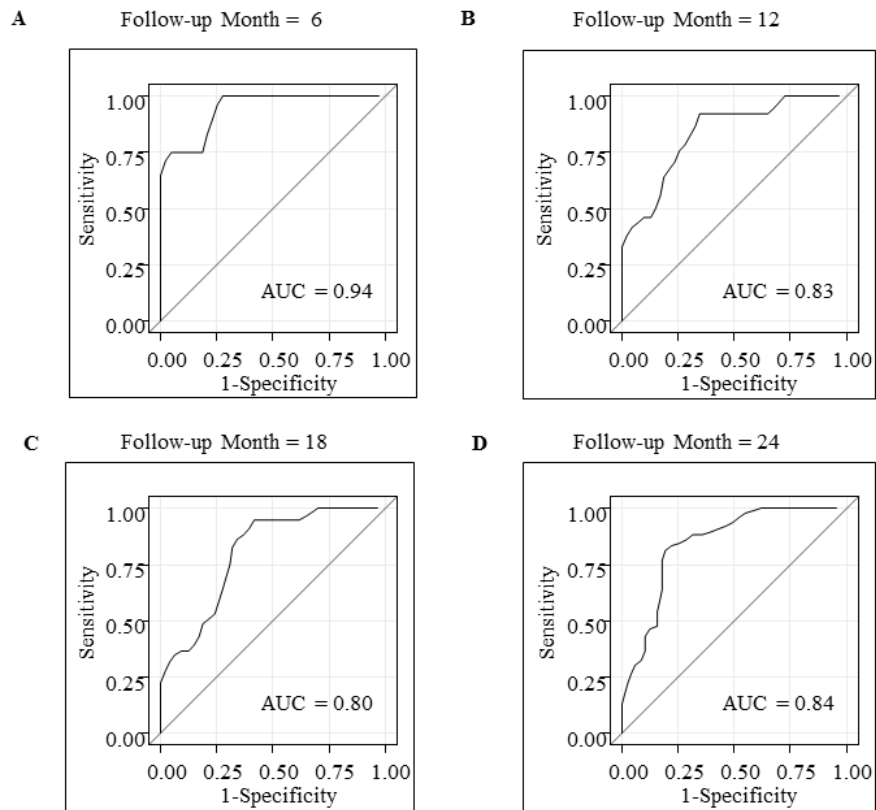 A Follow-up Month = 6
1.00
0.75
0.50
0.25
0.00
Sensitivity
AUC = 0.94
0.00 0.25 0.50 0.75 1.00
1-Specificity
B Follow-up Month = 12
1.00
0.75
0.50
0.25
0.00
Sensitivity
AUC = 0.83
0.00 0.25 0.50 0.75 1.00
1-Specificity
C Follow-up Month = 18
1.00
0.75
0.50
0.25
0.00
Sensitivity
AUC = 0.80
0.00 0.25 0.50 0.75 1.00
1-Specificity
D Follow-up Month = 24
1.00
0.75
0.50
0.25
0.00
Sensitivity
AUC = 0.84
0.00 0.25 0.50 0.75 1.00
1-Specificity